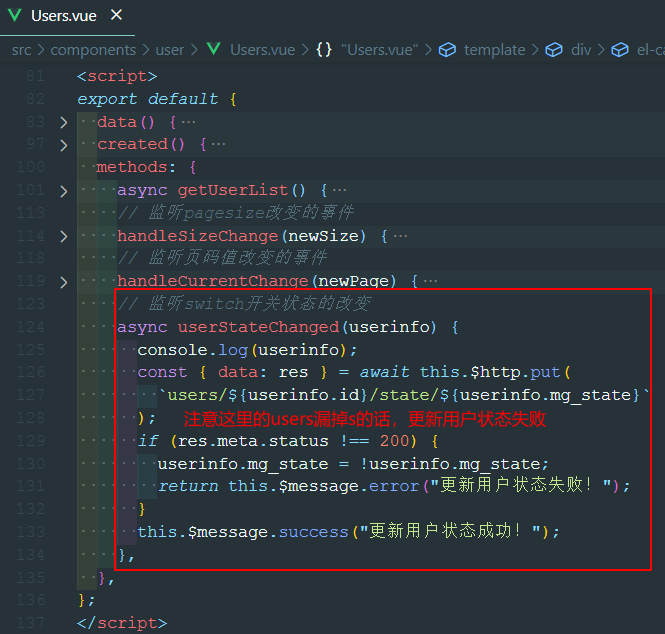 Users.vue ×
src > components > user > Users.vue > {} "Users.vue" > template > div > el-ca
81 <script>
82 export default {
83 data() {…
97 created() {…
100 methods: {
101 async getUserList() {…
113 // 监听pagesize改变的事件
114 handleSizeChange(newSize) {…
118 // 监听页码值改变的事件
119 handleCurrentChange(newPage) {…
123 // 监听switch开关状态的改变
124 async userStateChanged(userinfo) {
125 console.log(userinfo);
126 const { data: res } = await this.$http.put(
127 `users/${userinfo.id}/state/${userinfo.mg_state}`
128 ); 注意这里的users漏掉s的话，更新用户状态失败
129 if (res.meta.status !== 200) {
130 userinfo.mg_state = !userinfo.mg_state;
131 return this.$message.error("更新用户状态失败！");
132 }
133 this.$message.success("更新用户状态成功！");
134 },
135 },
136 };
137 </script>